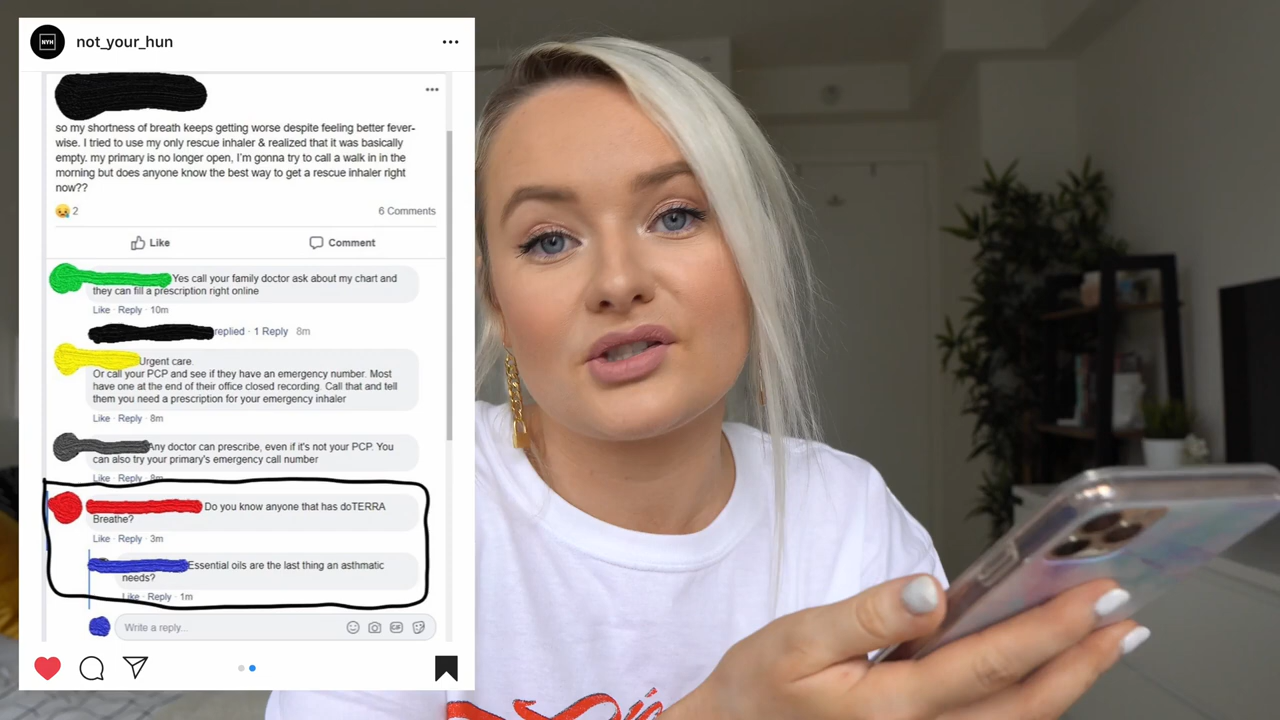 NYH
not_your_hun
so my shortness of breath keeps getting worse despite feeling better fever-
wise. I tried to use my only rescue inhaler & realized that it was basically
empty. my primary is no longer open, I'm gonna try to call a walk in in the
morning but does anyone know the best way to get a rescue inhaler right
now??
2
6 Comments
Like
Comment
Yes call your family doctor ask about my chart and
they can fill a prescription right online
Like · Reply · 10m
replied · 1 Reply 8m
Urgent care.
Or call your PCP and see if they have an emergency number. Most
have one at the end of their office closed recording. Call that and tell
them you need a prescription for your emergency inhaler
Like · Reply · 8m
Any doctor can prescribe, even if it's not your PCP. You
can also try your primary's emergency call number
Like · Reply · 8m
Do you know anyone that has doTERRA
Breathe?
Like · Reply · 3m
Essential oils are the last thing an asthmatic
needs?
Like · Reply · 1m
Write a reply...
GIF